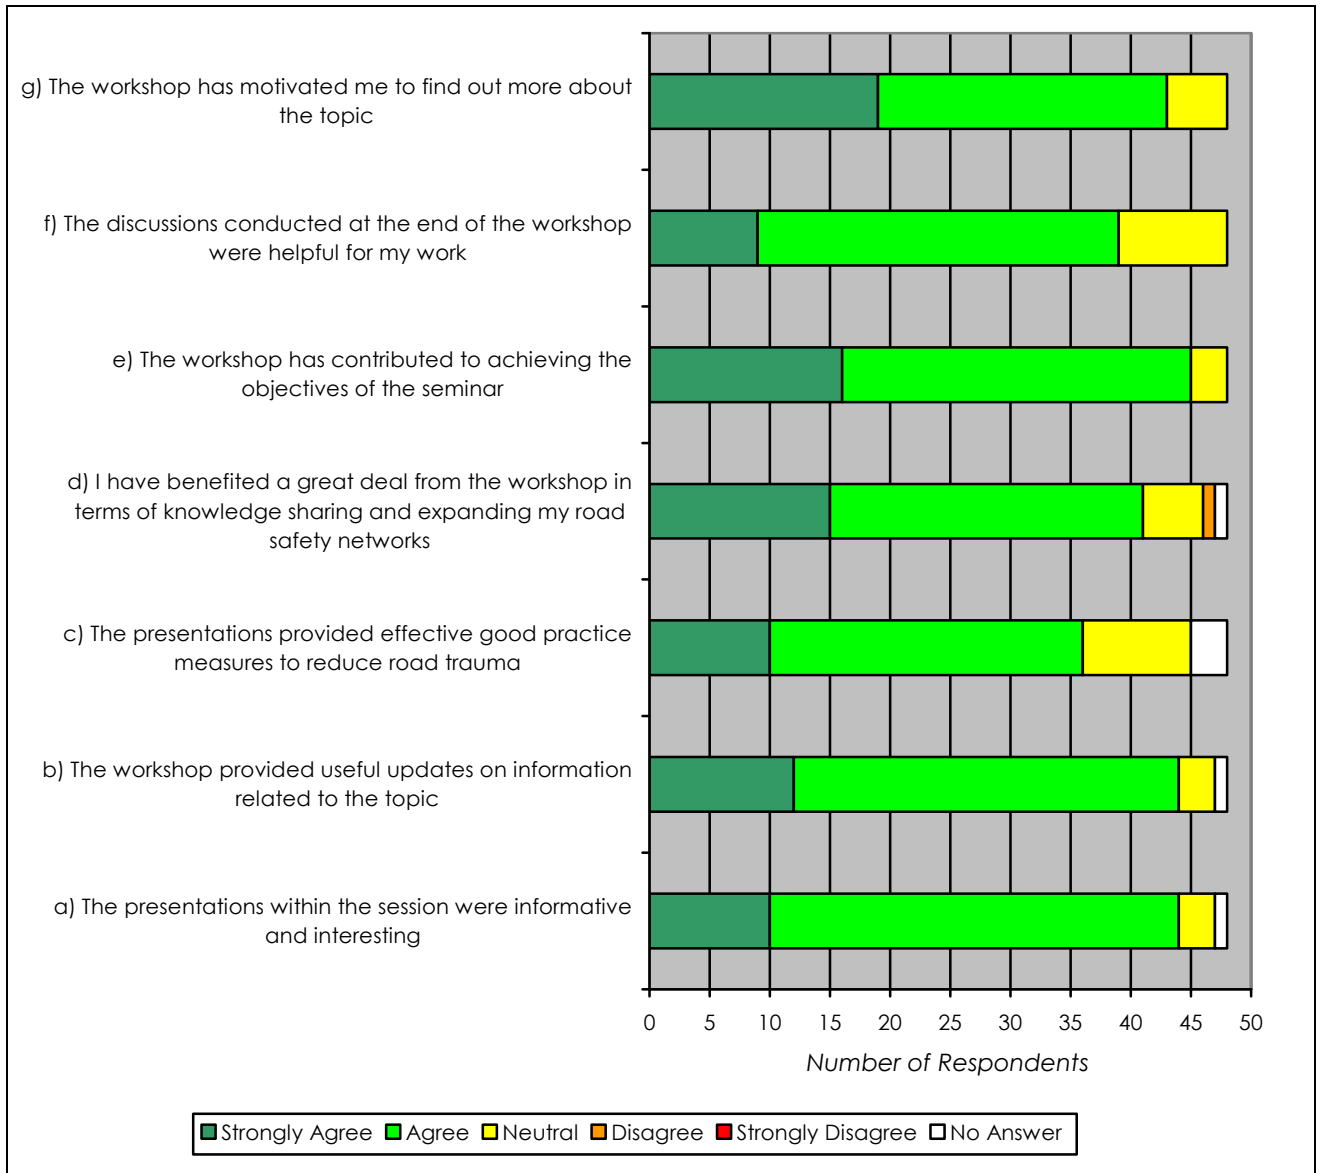 g) The workshop has motivated me to find out more about
the topic
f) The discussions conducted at the end of the workshop
were helpful for my work
e) The workshop has contributed to achieving the
objectives of the seminar
d) I have benefited a great deal from the workshop in
terms of knowledge sharing and expanding my road
safety networks
c) The presentations provided effective good practice
measures to reduce road trauma
b) The workshop provided useful updates on information
related to the topic
a) The presentations within the session were informative
and interesting
0 5 10 15 20 25 30 35 40 45 50
Number of Respondents
Strongly Agree Agree Neutral Disagree Strongly Disagree No Answer